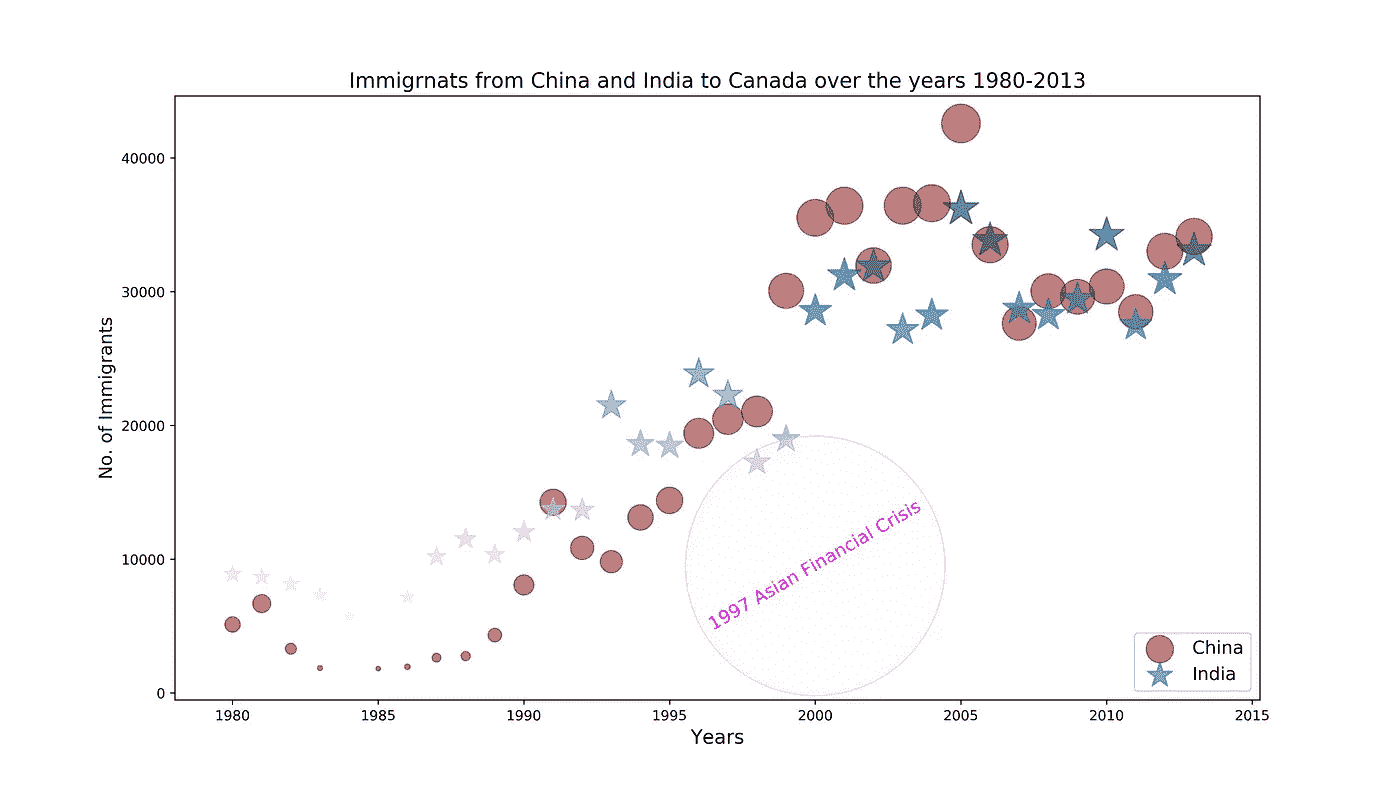 Immigrnats from China and India to Canada over the years 1980-2013
No. of Immigrants
40000
30000
20000
10000
0
1997 Asian Financial Crisis
China
India
1980 1985 1990 1995 2000 2005 2010 2015
Years